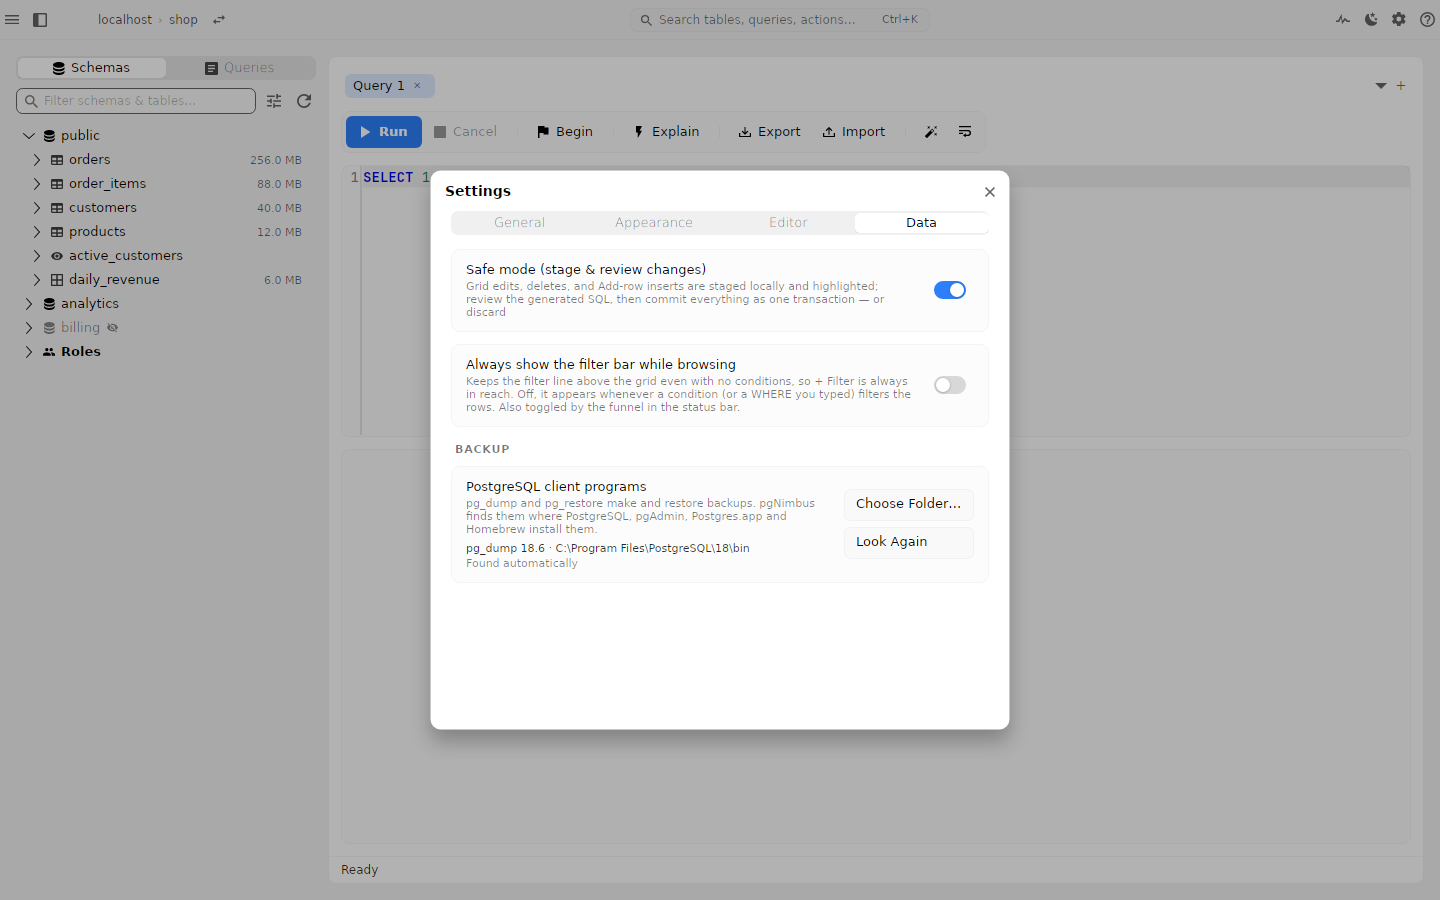 localhost › shop
Search tables, queries, actions... Ctrl+K
Schemas
Queries
Filter schemas & tables...
public
orders 256.0 MB
order_items 88.0 MB
customers 40.0 MB
products 12.0 MB
active_customers
daily_revenue 6.0 MB
analytics
billing
Roles
Query 1 ×
Run
Cancel
Begin
Explain
Export
Import
1 SELECT 1
Settings
General
Appearance
Editor
Data
Safe mode (stage & review changes)
Grid edits, deletes, and Add-row inserts are staged locally and highlighted;
review the generated SQL, then commit everything as one transaction — or
discard
Always show the filter bar while browsing
Keeps the filter line above the grid even with no conditions, so + Filter is always
in reach. Off, it appears whenever a condition (or a WHERE you typed) filters the
rows. Also toggled by the funnel in the status bar.
BACKUP
PostgreSQL client programs
pg_dump and pg_restore make and restore backups. pgNimbus
finds them where PostgreSQL, pgAdmin, Postgres.app and
Homebrew install them.
pg_dump 18.6 · C:\Program Files\PostgreSQL\18\bin
Found automatically
Choose Folder...
Look Again
Ready